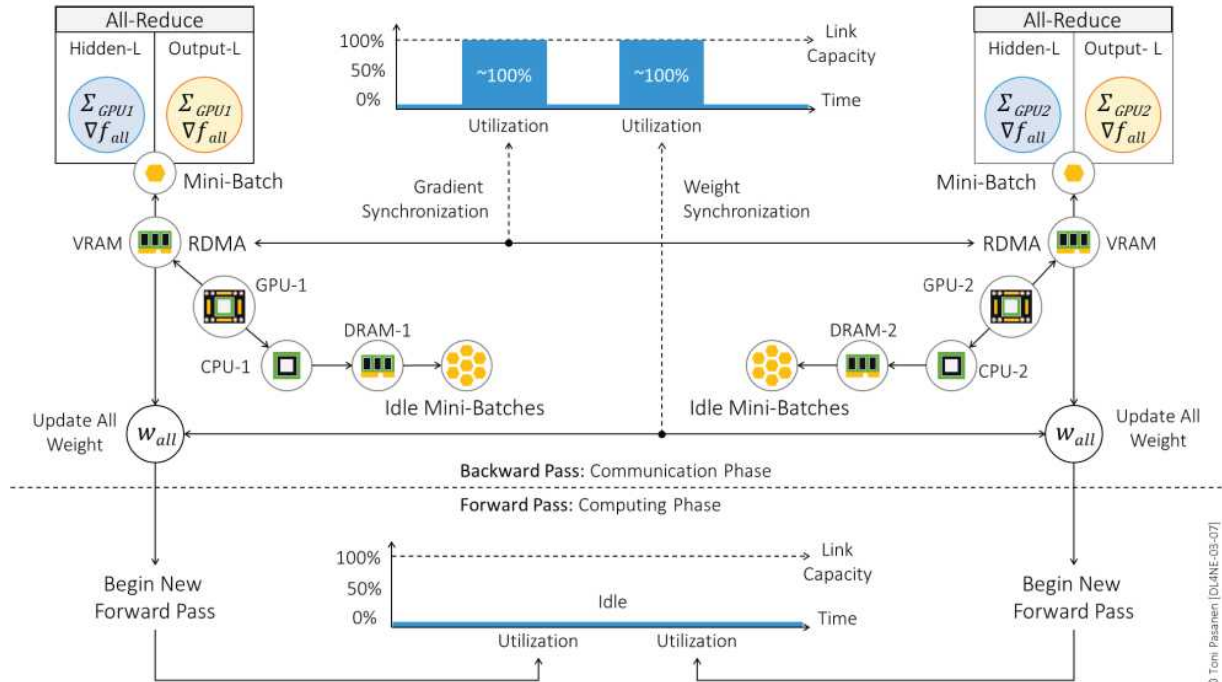 All-Reduce
Hidden-L
Output-L
Σ GPU1
∇f all
Σ GPU1
∇f all
Mini-Batch
VRAM
RDMA
GPU-1
CPU-1
DRAM-1
Idle Mini-Batches
Update All
Weight
w all
100%
50%
0%
~100%
~100%
Link
Capacity
Time
Utilization
Utilization
Gradient
Synchronization
Weight
Synchronization
All-Reduce
Hidden-L
Output- L
Σ GPU2
∇f all
Σ GPU2
∇f all
Mini-Batch
RDMA
VRAM
GPU-2
DRAM-2
CPU-2
Idle Mini-Batches
Update All
Weight
w all
Backward Pass: Communication Phase
Forward Pass: Computing Phase
Begin New
Forward Pass
100%
50%
0%
Idle
Link
Capacity
Time
Utilization
Utilization
Begin New
Forward Pass
Toni Pasanen [DL4NE-03-07]